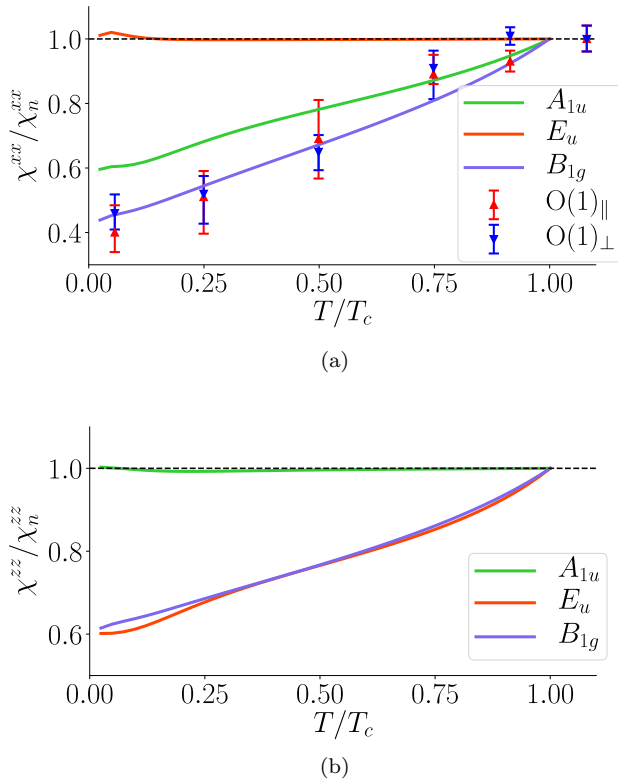 1.0
0.8
0.6
0.4
χ^{xx}/χ_n^{xx}
A_{1u}
E_u
B_{1g}
O(1)_∥
O(1)_⊥
0.00 0.25 0.50 0.75 1.00
T/T_c
(a)
1.0
0.8
0.6
χ^{zz}/χ_n^{zz}
A_{1u}
E_u
B_{1g}
0.00 0.25 0.50 0.75 1.00
T/T_c
(b)